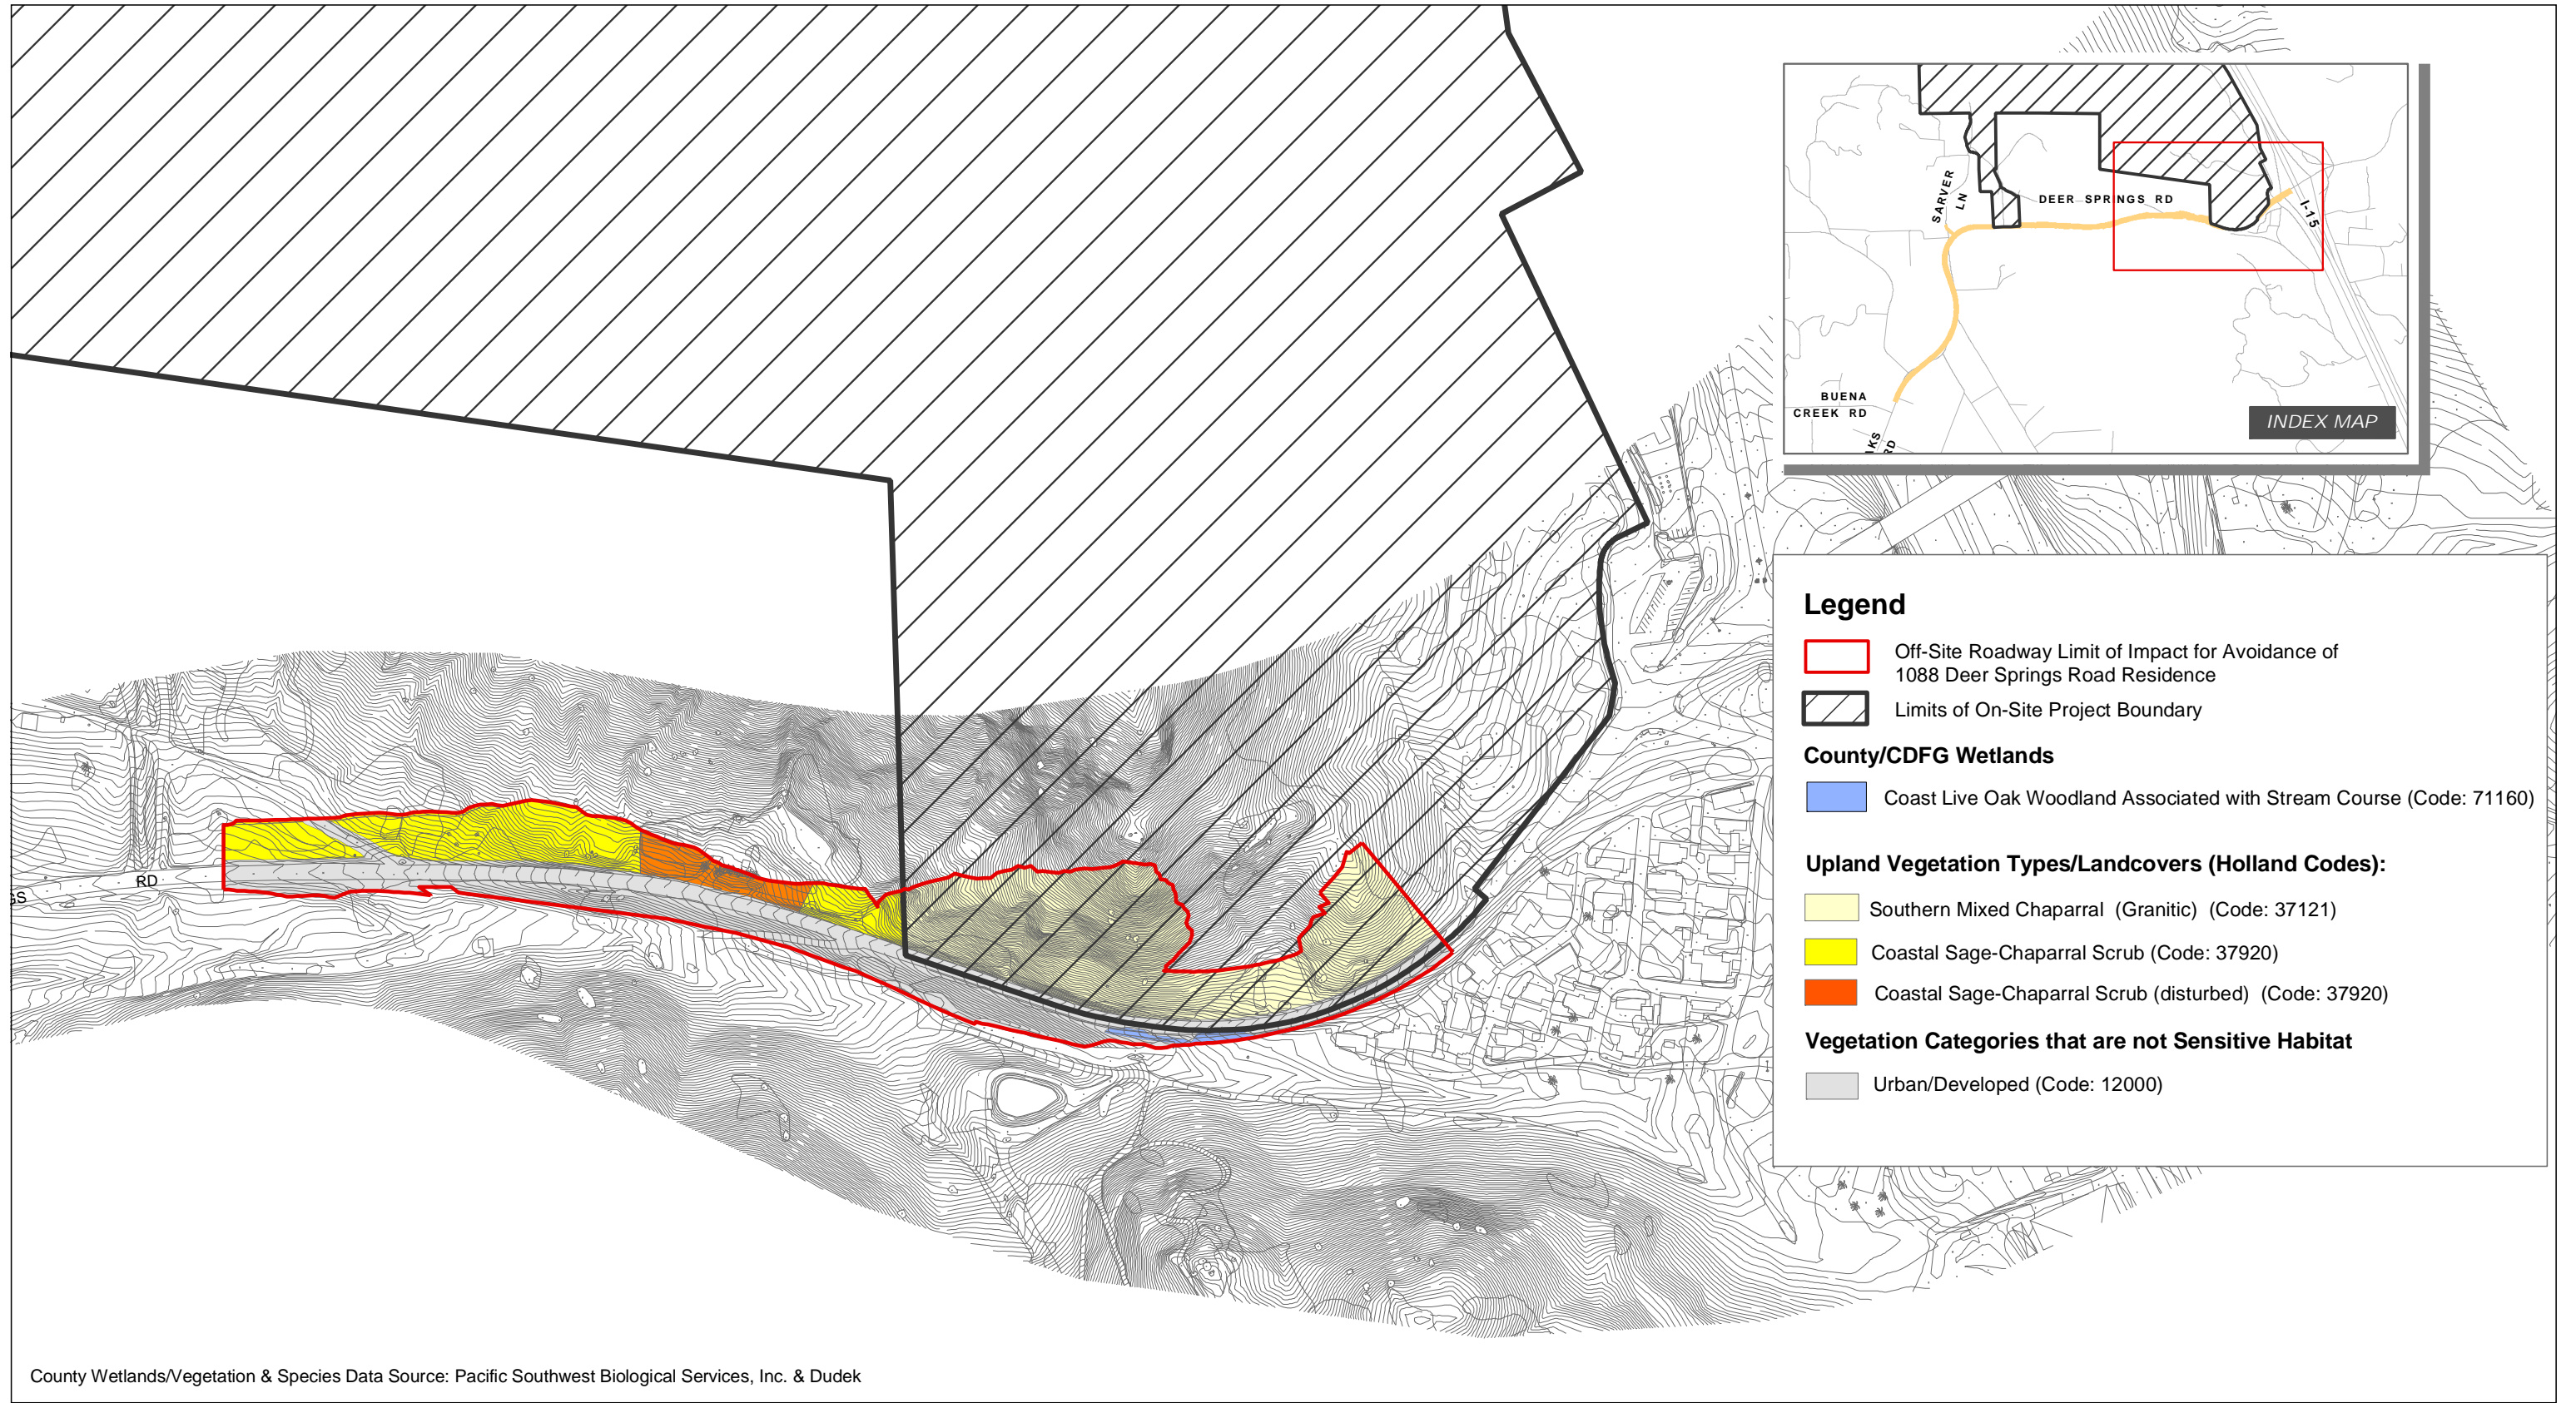 SARVER
LN
DEER SPRINGS RD
I-15
BUENA
CREEK RD
RD
INDEX MAP
Legend
Off-Site Roadway Limit of Impact for Avoidance of
1088 Deer Springs Road Residence
Limits of On-Site Project Boundary
County/CDFG Wetlands
Coast Live Oak Woodland Associated with Stream Course (Code: 71160)
Upland Vegetation Types/Landcovers (Holland Codes):
Southern Mixed Chaparral (Granitic) (Code: 37121)
Coastal Sage-Chaparral Scrub (Code: 37920)
Coastal Sage-Chaparral Scrub (disturbed) (Code: 37920)
Vegetation Categories that are not Sensitive Habitat
Urban/Developed (Code: 12000)
RD
County Wetlands/Vegetation & Species Data Source: Pacific Southwest Biological Services, Inc. & Dudek